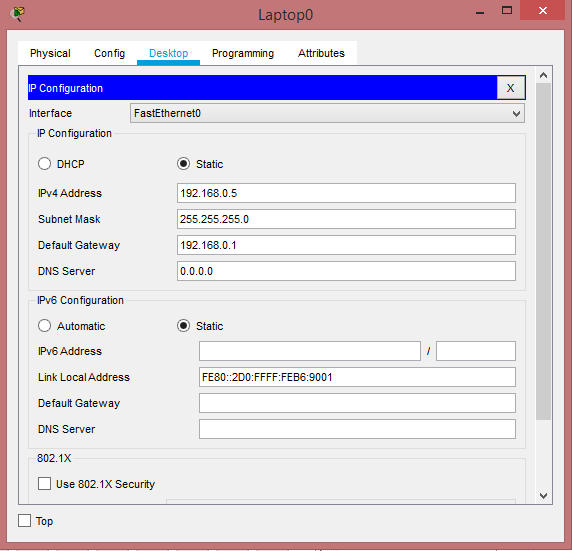 Laptop0
Physical Config Desktop Programming Attributes
IP Configuration X
Interface FastEthernet0
IP Configuration
DHCP Static
IPv4 Address 192.168.0.5
Subnet Mask 255.255.255.0
Default Gateway 192.168.0.1
DNS Server 0.0.0.0
IPv6 Configuration
Automatic Static
IPv6 Address /
Link Local Address FE80::2D0:FFFF:FEB6:9001
Default Gateway
DNS Server
802.1X
Use 802.1X Security
Top